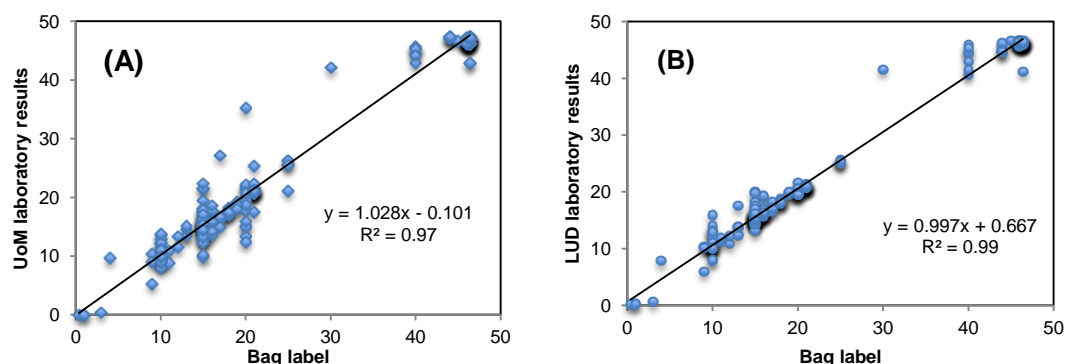 (A)
UoM laboratory results
50
40
30
20
10
0
y = 1.028x - 0.101
R² = 0.97
0 10 20 30 40 50
Bag label
(B)
LUD laboratory results
50
40
30
20
10
0
y = 0.997x + 0.667
R² = 0.99
0 10 20 30 40 50
Bag label